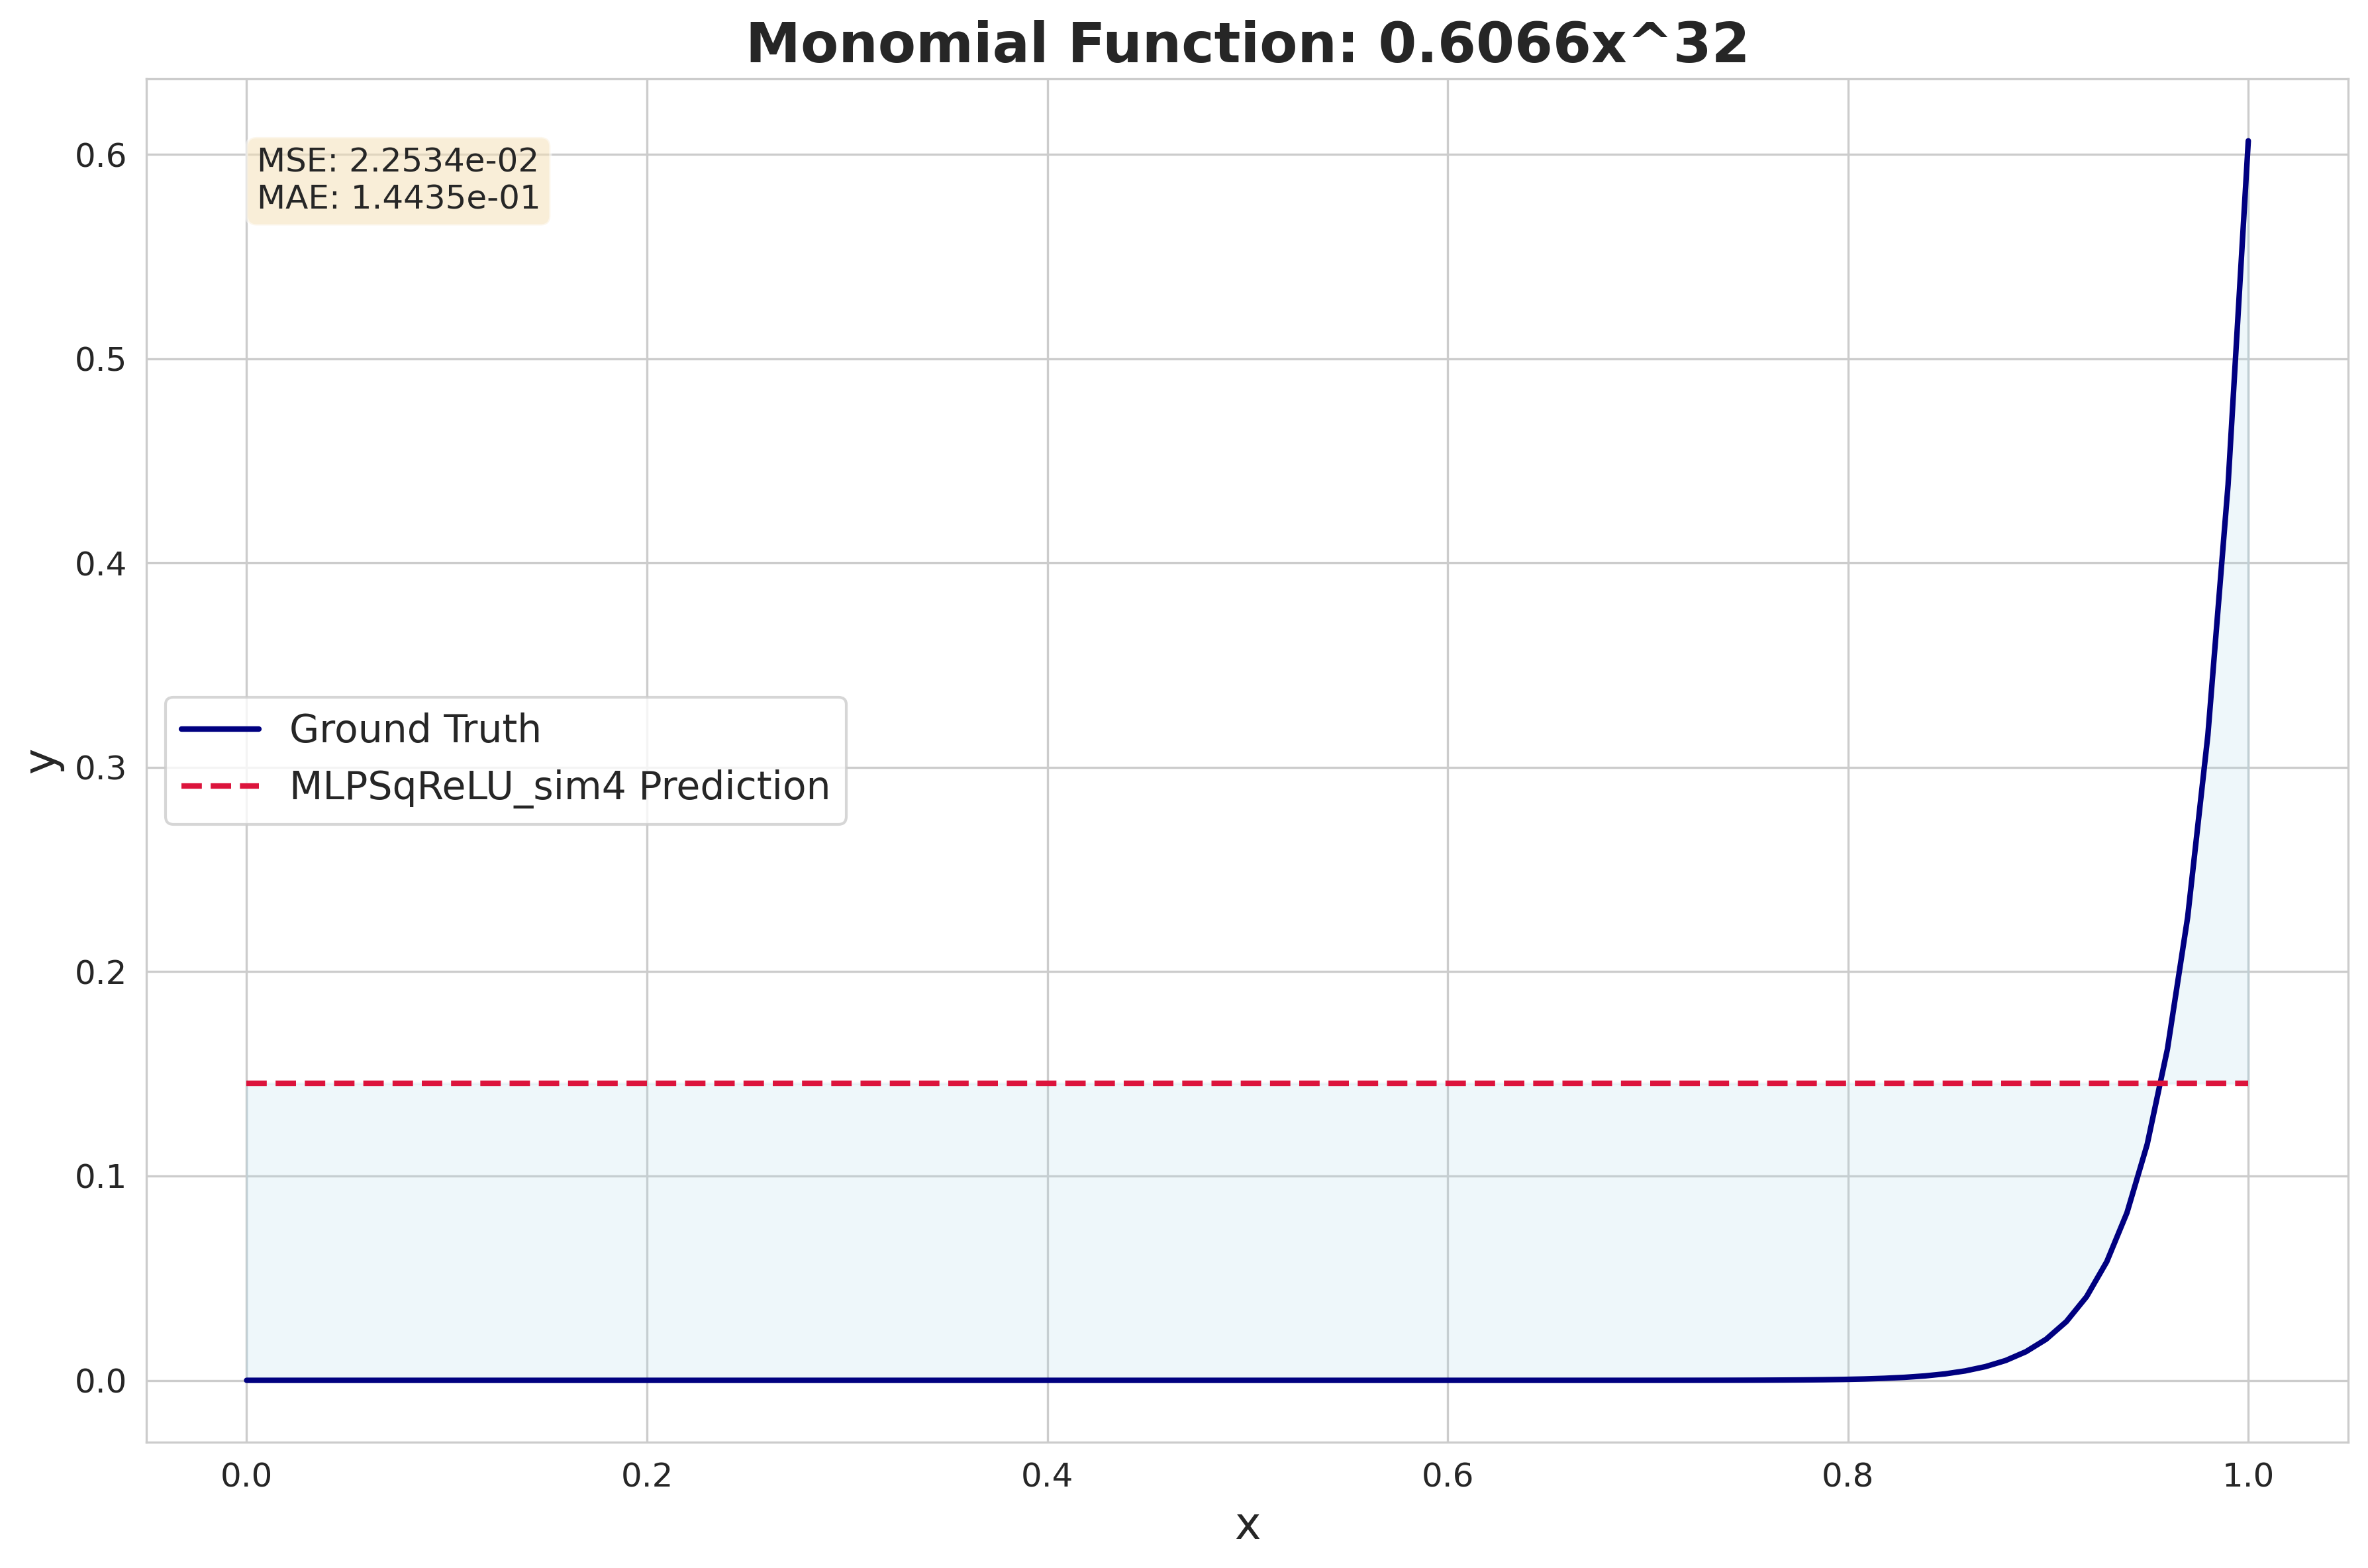 Monomial Function: 0.6066x^32
MSE: 2.2534e-02
MAE: 1.4435e-01
0.6
0.5
0.4
0.3
0.2
0.1
0.0
y
Ground Truth
MLPSqReLU_sim4 Prediction
0.0 0.2 0.4 0.6 0.8 1.0
x